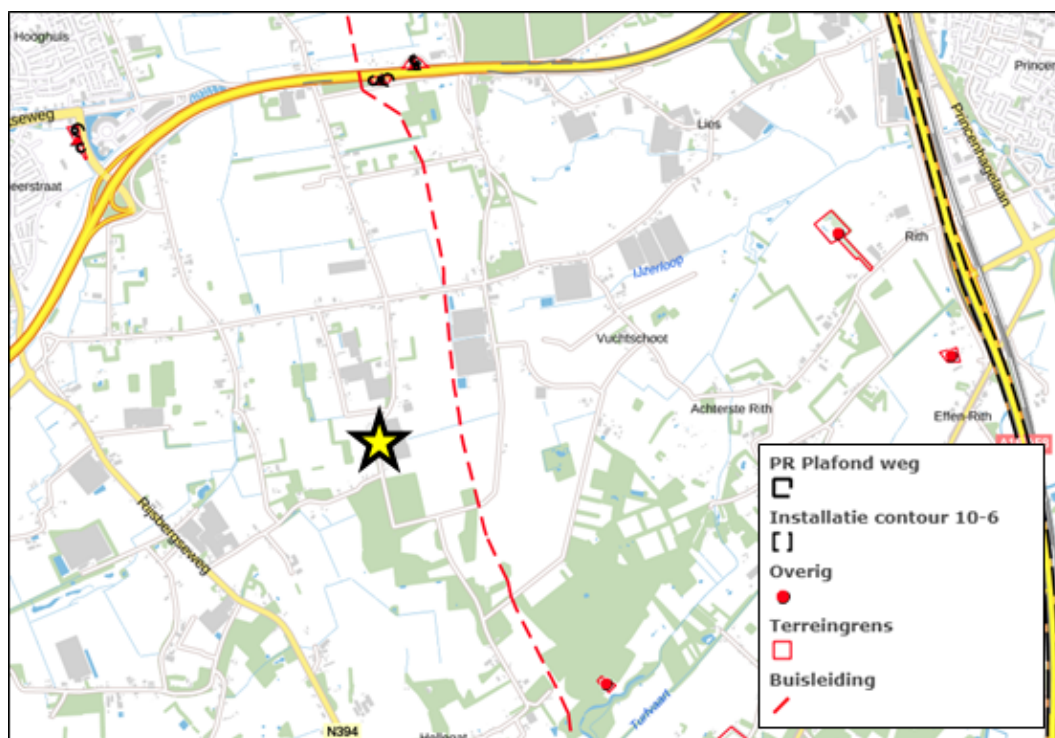 Hooghuis
seweg
Princen
Lies
Princenhagelaan
eerstraat
Rith
IJzerloop
Vuchtschoot
Achterste Rith
Effen-Rith
PR Plafond weg
Installatie contour 10-6
Overig
Terreingrens
Buisleiding
Rijsbergseweg
Turfvaart
N394